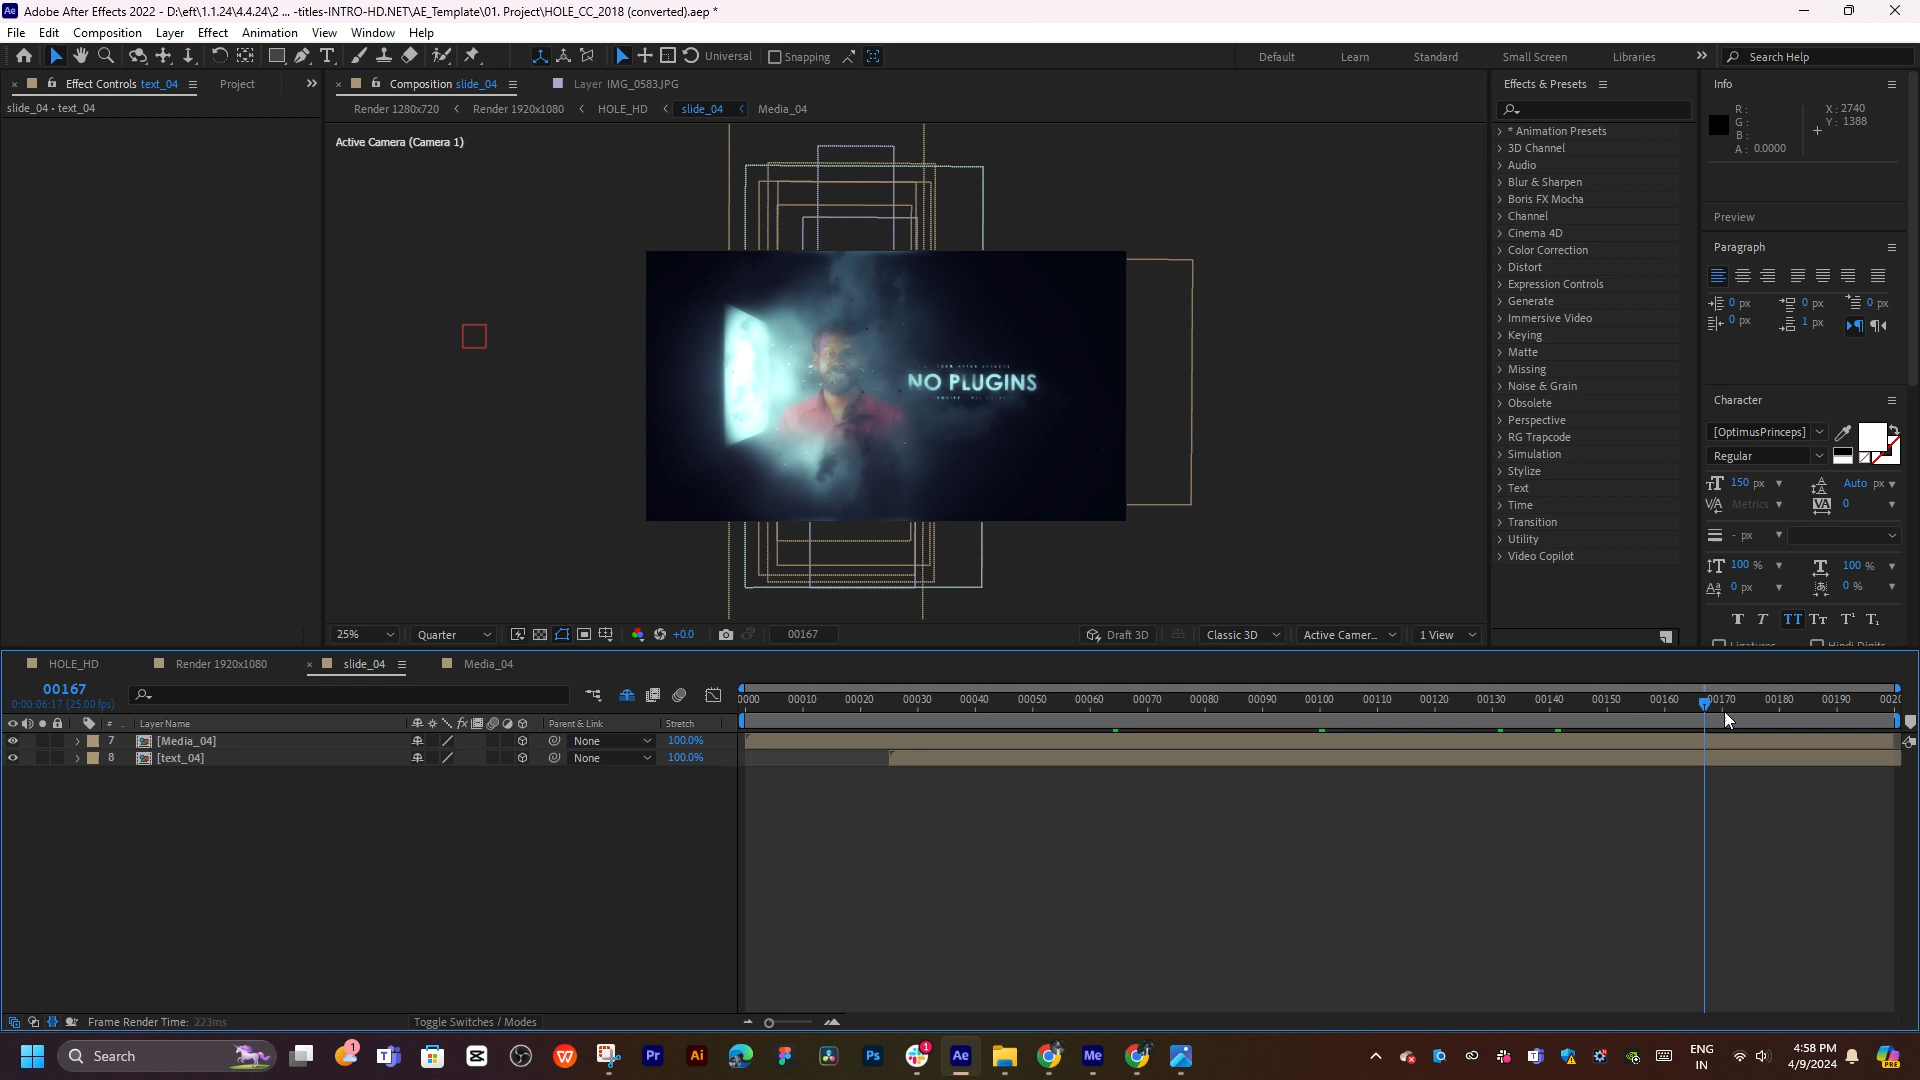 Adobe After Effects 2022 - D:\eft\1.1.24\4.4.24\2 ... -titles-INTRO-HD.NET\AE_Template\01. Project\HOLE_CC_2018 (converted).aep *
File Edit Composition Layer Effect Animation View Window Help
Universal Snapping Default Learn Standard Small Screen Libraries Search Help
Effect Controls text_04 Project
slide_04 • text_04
Composition slide_04 Layer IMG_0583.JPG
Render 1280x720 < Render 1920x1080 < HOLE_HD < slide_04 < Media_04
Active Camera (Camera 1)
NO PLUGINS
25% Quarter +0.0 00167 Draft 3D Classic 3D Active Camer... 1 View
Effects & Presets
* Animation Presets
3D Channel
Audio
Blur & Sharpen
Boris FX Mocha
Channel
Cinema 4D
Color Correction
Distort
Expression Controls
Generate
Immersive Video
Keying
Matte
Missing
Noise & Grain
Obsolete
Perspective
RG Trapcode
Simulation
Stylize
Text
Time
Transition
Utility
Video Copilot
Info
R :
G :
B :
A : 0.0000
X : 2740
Y : 1388
Preview
Paragraph
0 px 0 px 0 px
0 px 1 px
Character
[OptimusPrinceps]
Regular
150 px Auto px
Metrics 0
- px
100 % 100 %
0 px 0 %
Ligatures Hindi Digits
HOLE_HD Render 1920x1080 slide_04 Media_04
00167
0:00:06:17 (25.00 fps)
0000 00010 00020 00030 00040 00050 00060 00070 00080 00090 00100 00110 00120 00130 00140 00150 00160 00170 00180 00190 0020
# Layer Name Parent & Link Stretch
7 [Media_04] None 100.0%
8 [text_04] None 100.0%
Frame Render Time: 223ms Toggle Switches / Modes
Search
ENG
IN
4:58 PM
4/9/2024